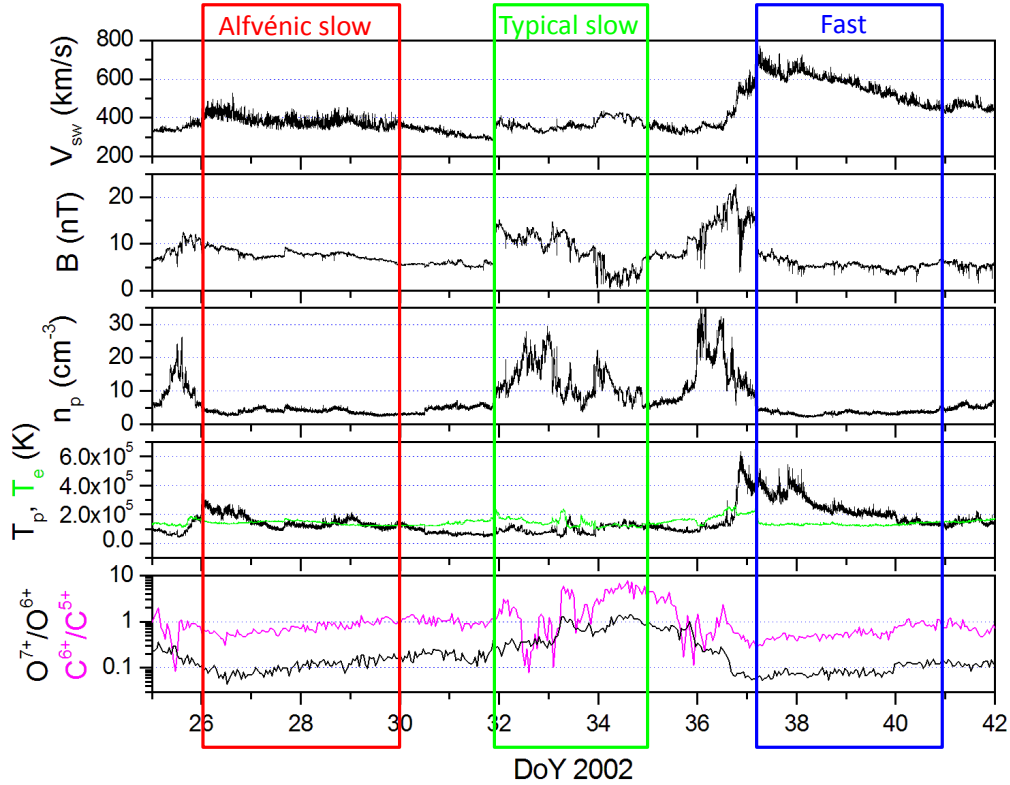 Alfvénic slow
Typical slow
Fast
V_sw (km/s)
800
600
400
200
B (nT)
20
10
0
n_p (cm^-3)
30
20
10
0
T_p, T_e (K)
6.0x10^5
4.0x10^5
2.0x10^5
0.0
O^7+/O^6+
C^6+/C^5+
10
1
0.1
26
28
30
32
34
36
38
40
42
DoY 2002